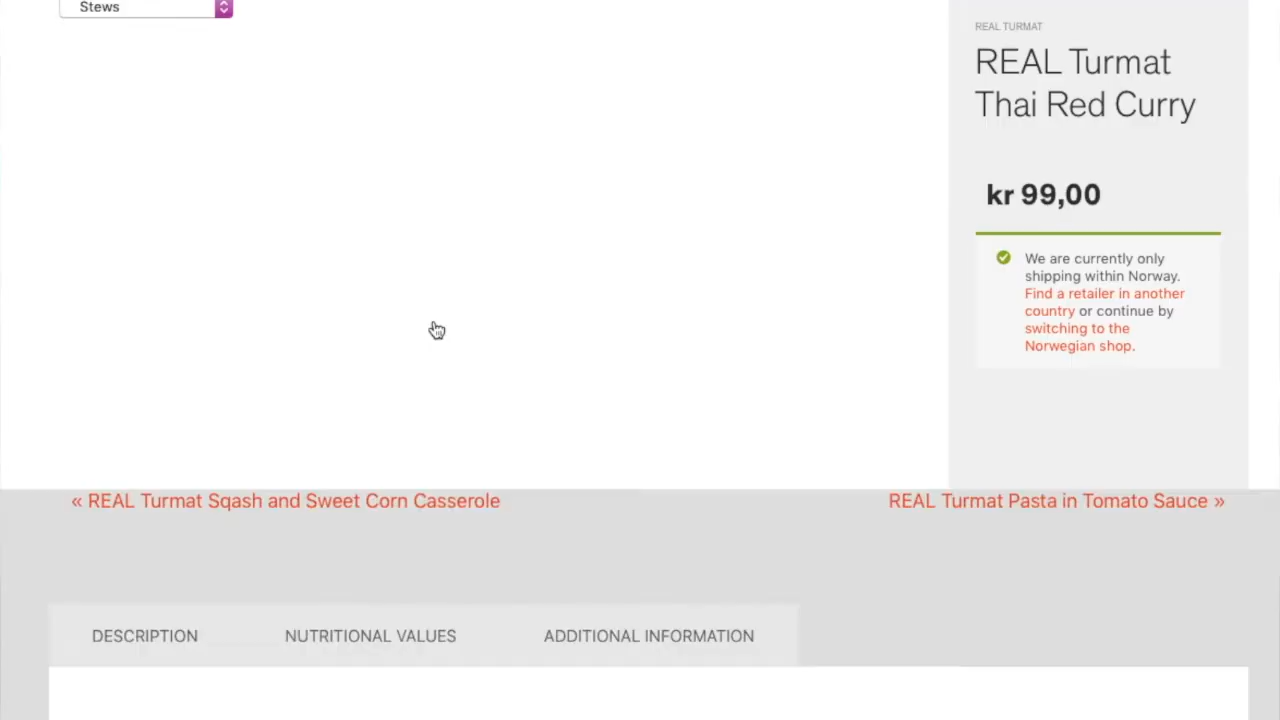 Stews
REAL TURMAT
REAL Turmat
Thai Red Curry
kr 99,00
We are currently only
shipping within Norway.
Find a retailer in another
country or continue by
switching to the
Norwegian shop.
« REAL Turmat Sqash and Sweet Corn Casserole
REAL Turmat Pasta in Tomato Sauce »
DESCRIPTION
NUTRITIONAL VALUES
ADDITIONAL INFORMATION